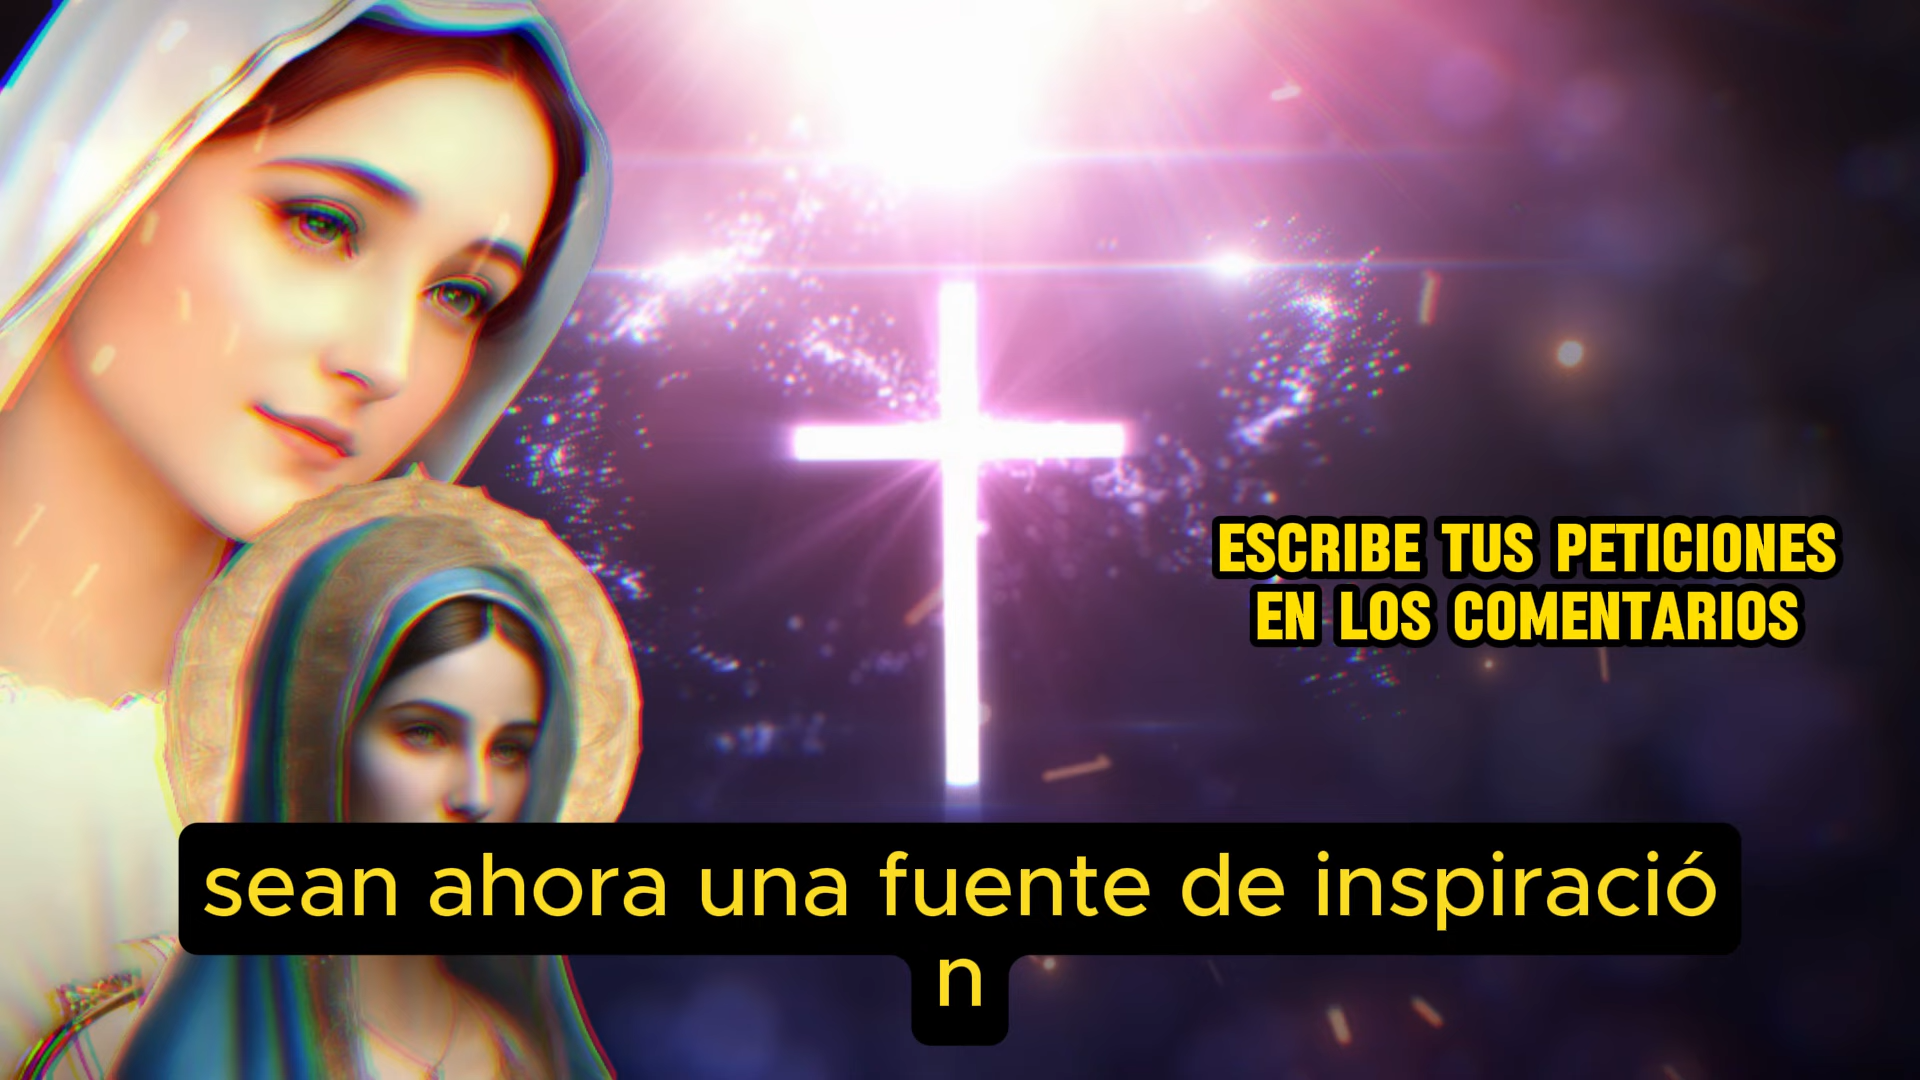 ESCRIBE TUS PETICIONES
EN LOS COMENTARIOS
sean ahora una fuente de inspiració
n